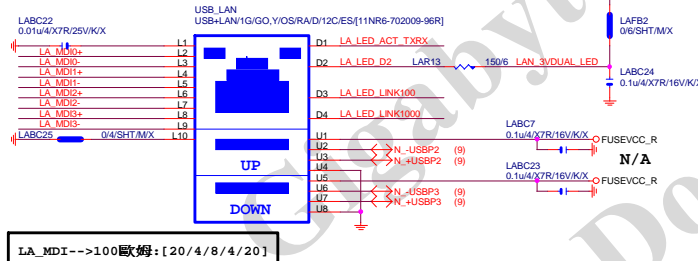 LABC22
0.01u/4/X7R/25V/K/X
USB_LAN
USB+LAN/1G/GO,Y/OS/RA/D/12C/ES/[11NR6-702009-96R]
LAFB2
0/6/SHT/M/X
LA_MDI0+
LA_MDI0-
LA_MDI1+
LA_MDI1-
LA_MDI2+
LA_MDI2-
LA_MDI3+
LA_MDI3-
LABC25 0/4/SHT/M/X
L1
L2
L3
L4
L5
L6
L7
L8
L9
L10
UP
DOWN
D1 LA_LED_ACT_TXRX
D2 LA_LED_D2 LAR13 150/6 LAN_3VDUAL_LED
D3 LA_LED_LINK100
D4 LA_LED_LINK1000
LABC24
0.1u/4/X7R/16V/K/X
U1
U2 N_-USBP2 (9)
U3 N_+USBP2 (9)
U4
U5
U6 N_-USBP3 (9)
U7 N_+USBP3 (9)
U8
LABC7
0.1u/4/X7R/16V/K/X
FUSEVCC_R
N/A
LABC23
0.1u/4/X7R/16V/K/X
FUSEVCC_R
LA_MDI-->100歐姆:[20/4/8/4/20]
Gigabyte
Do